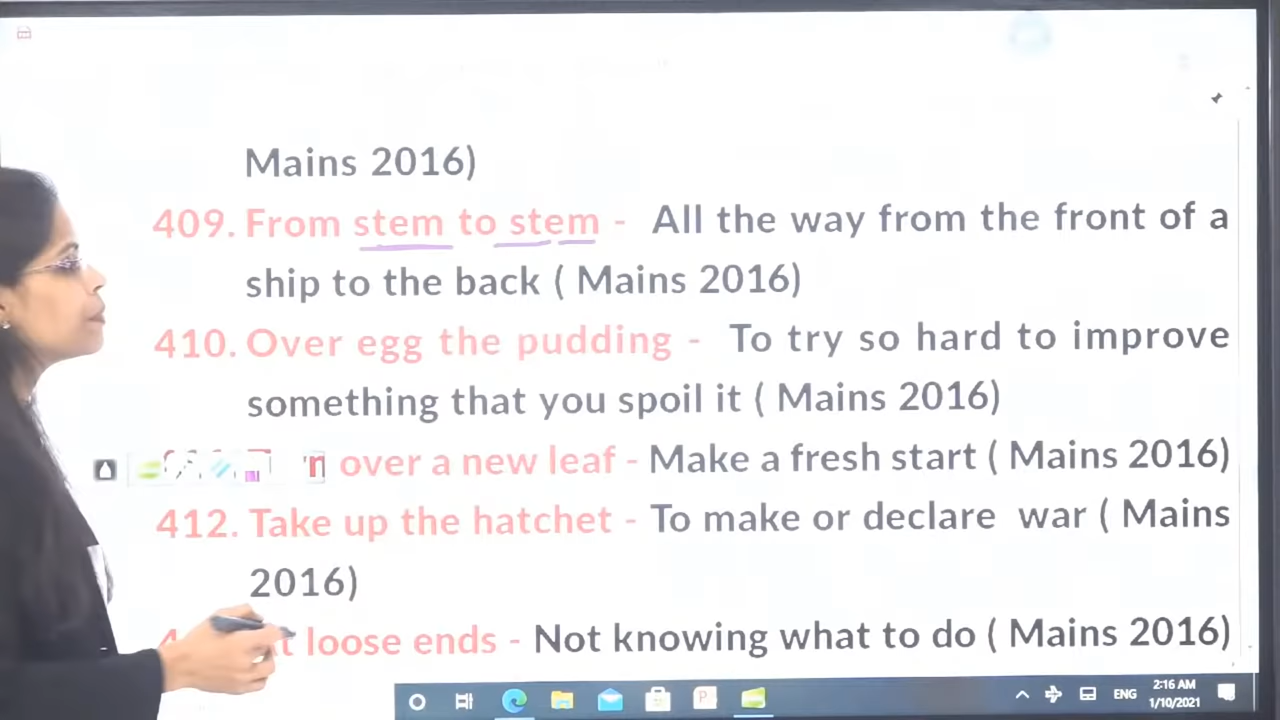 Mains 2016)
409. From stem to stem - All the way from the front of a
ship to the back ( Mains 2016)
410. Over egg the pudding - To try so hard to improve
something that you spoil it ( Mains 2016)
over a new leaf - Make a fresh start ( Mains 2016)
412. Take up the hatchet - To make or declare war ( Mains
2016)
loose ends - Not knowing what to do ( Mains 2016)
ENG
2:16 AM
1/10/2021